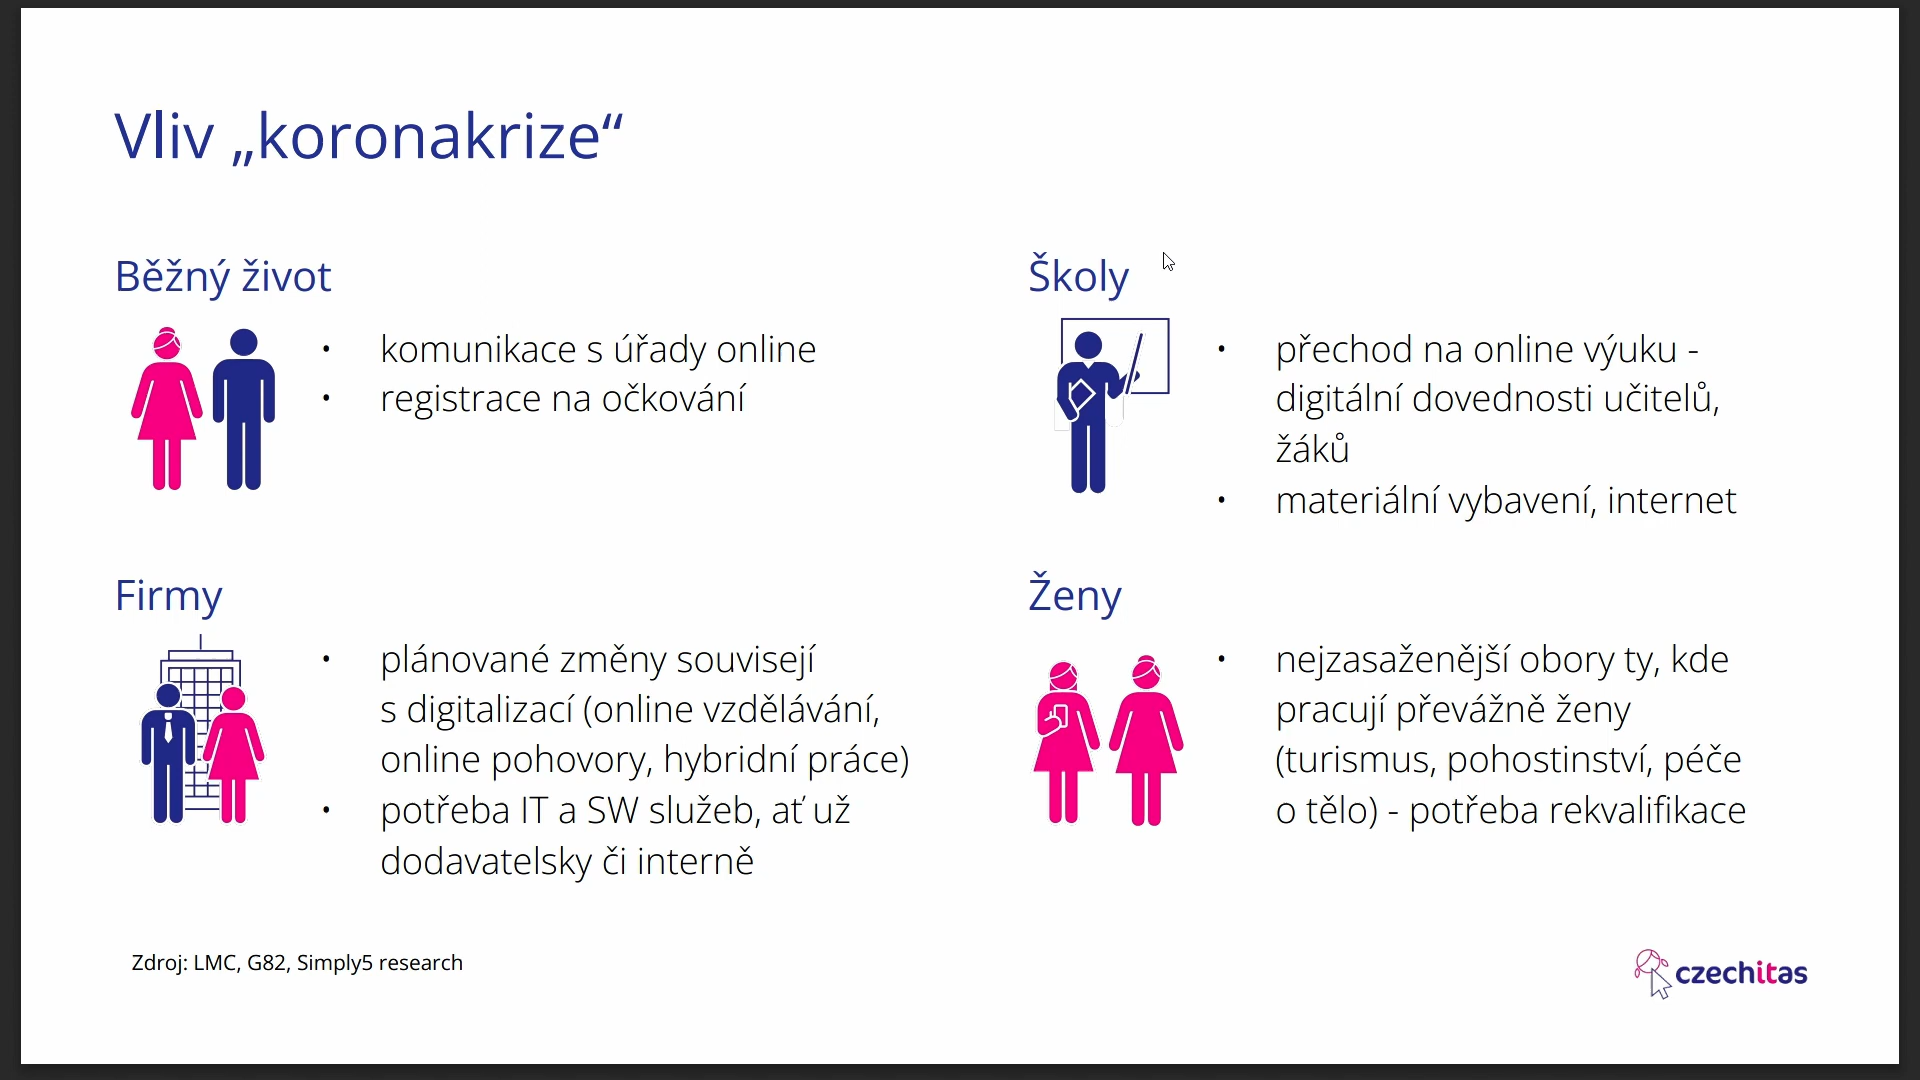 Vliv „koronakrize“
Běžný život
• komunikace s úřady online
• registrace na očkování
Školy
• přechod na online výuku -
digitální dovednosti učitelů,
žáků
• materiální vybavení, internet
Firmy
• plánované změny souvisejí
s digitalizací (online vzdělávání,
online pohovory, hybridní práce)
• potřeba IT a SW služeb, ať už
dodavatelsky či interně
Ženy
• nejzasaženější obory ty, kde
pracují převážně ženy
(turismus, pohostinství, péče
o tělo) - potřeba rekvalifikace
Zdroj: LMC, G82, Simply5 research
czechitas